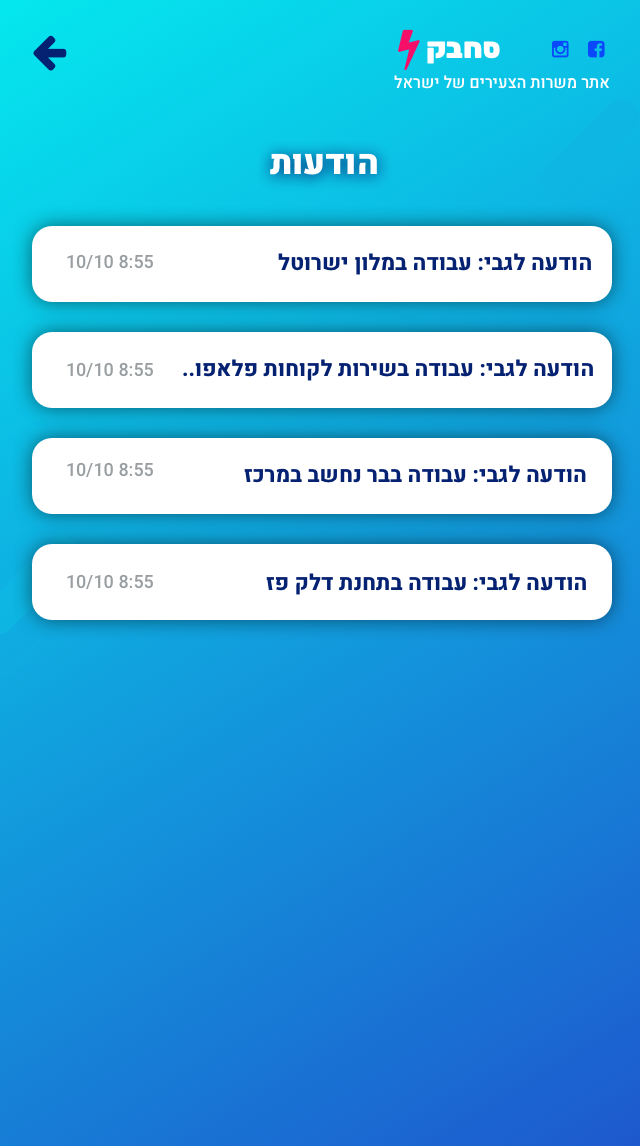 סחבק
אתר משרות הצעירים של ישראל
הודעות
הודעה לגבי: עבודה במלון ישרוטל
10/10 8:55
הודעה לגבי: עבודה בשירות לקוחות פלאפו..
10/10 8:55
הודעה לגבי: עבודה בבר נחשב במרכז
10/10 8:55
הודעה לגבי: עבודה בתחנת דלק פז
10/10 8:55